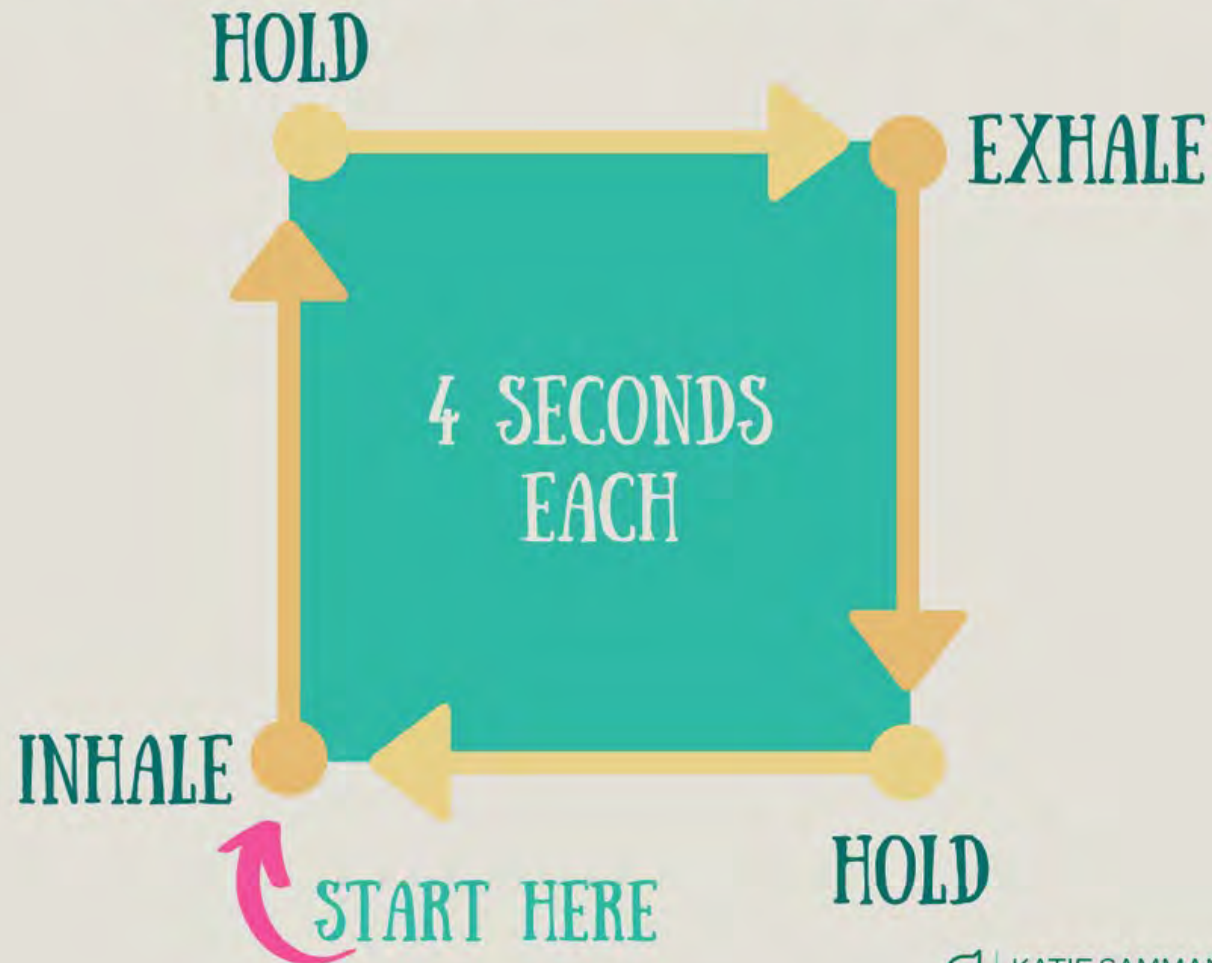 HOLD
EXHALE
4 SECONDS
EACH
INHALE
HOLD
START HERE